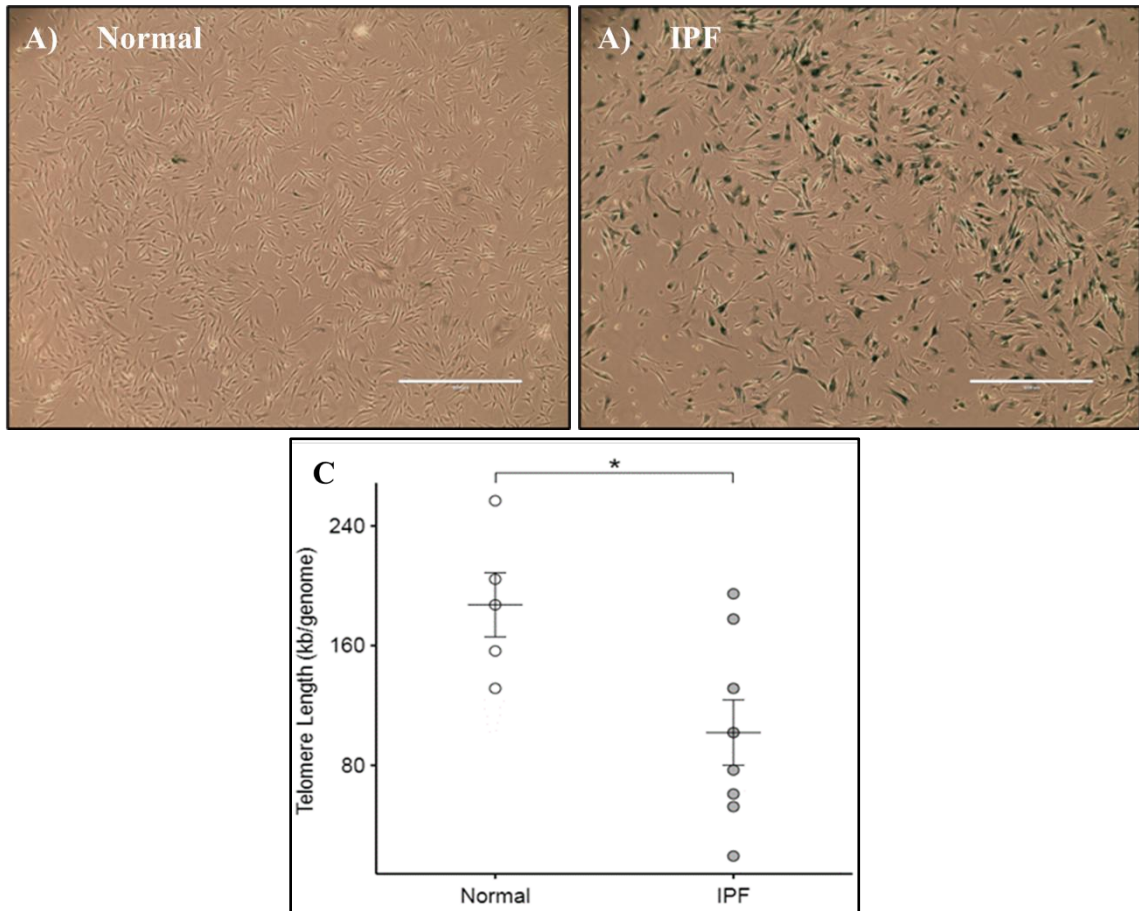 A) Normal
A) IPF
C
*
240
160
80
Telomere Length (kb/genome)
Normal
IPF